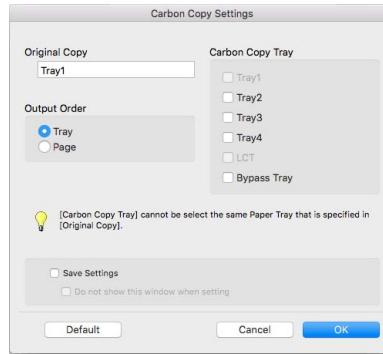 Carbon Copy Settings
Original Copy
Tray1
Output Order
Tray
Page
Carbon Copy Tray
Tray1
Tray2
Tray3
Tray4
LCT
Bypass Tray
[Carbon Copy Tray] cannot be select the same Paper Tray that is specified in
[Original Copy].
Save Settings
Do not show this window when setting
Default
Cancel
OK